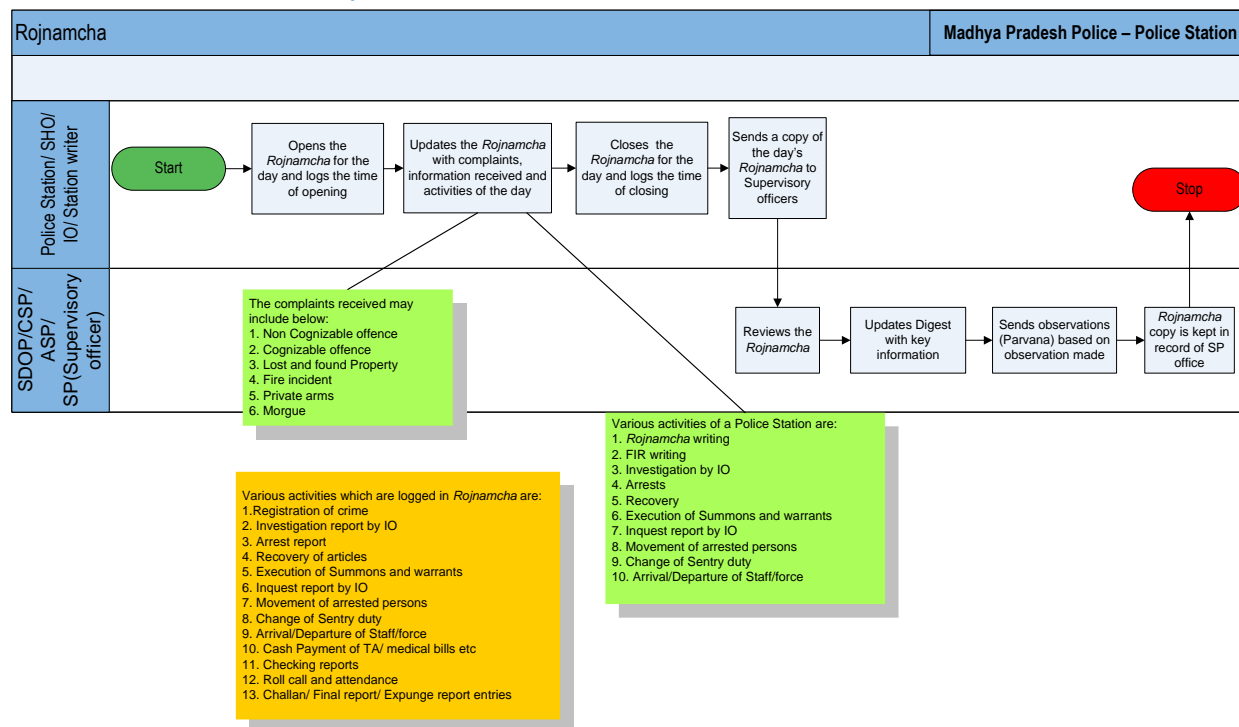 Rojnamcha
Madhya Pradesh Police – Police Station
Police Station/ SHO/
IO/ Station writer
Start
Opens the
Rojnamcha for the
day and logs the time
of opening
Updates the Rojnamcha
with complaints,
information received and
activities of the day
Closes the
Rojnamcha for the
day and logs the time
of closing
Sends a copy of
the day's
Rojnamcha to
Supervisory
officers
Stop
SDOP/CSP/
ASP/
SP(Supervisory
officer)
Reviews the
Rojnamcha
Updates Digest
with key
information
Sends observations
(Parvana) based on
observation made
Rojnamcha
copy is kept in
record of SP
office
The complaints received may
include below:
1. Non Cognizable offence
2. Cognizable offence
3. Lost and found Property
4. Fire incident
5. Private arms
6. Morgue
Various activities of a Police Station are:
1. Rojnamcha writing
2. FIR writing
3. Investigation by IO
4. Arrests
5. Recovery
6. Execution of Summons and warrants
7. Inquest report by IO
8. Movement of arrested persons
9. Change of Sentry duty
10. Arrival/Departure of Staff/force
Various activities which are logged in Rojnamcha are:
1.Registration of crime
2. Investigation report by IO
3. Arrest report
4. Recovery of articles
5. Execution of Summons and warrants
6. Inquest report by IO
7. Movement of arrested persons
8. Change of Sentry duty
9. Arrival/Departure of Staff/force
10. Cash Payment of TA/ medical bills etc
11. Checking reports
12. Roll call and attendance
13. Challan/ Final report/ Expunge report entries